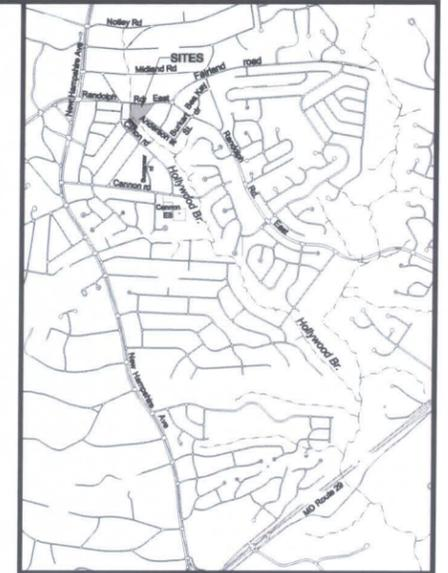 Notley Rd
SITES
Midland Rd
Fairland road
New Hampshire Ave
Randolph Rd East
Randolph Rd. East
Cannon rd
Hollywood Br.
Cannon
Hollywood Br.
New Hampshire Ave
MD Route 29